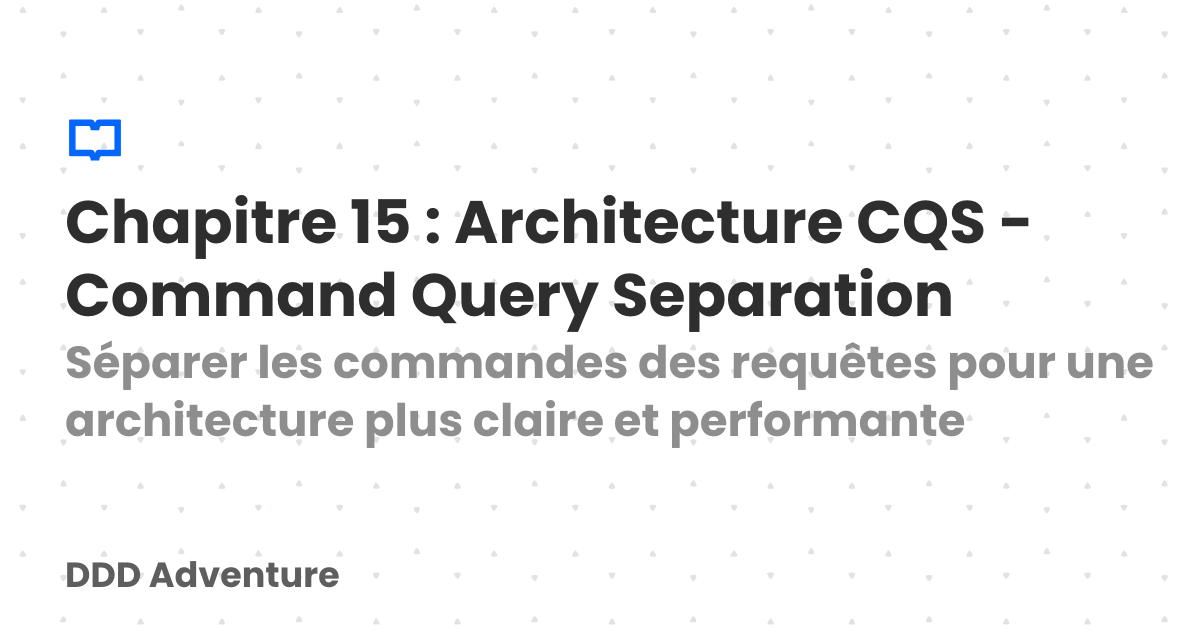 Chapitre 15 : Architecture CQS -
Command Query Separation
Séparer les commandes des requêtes pour une
architecture plus claire et performante
DDD Adventure